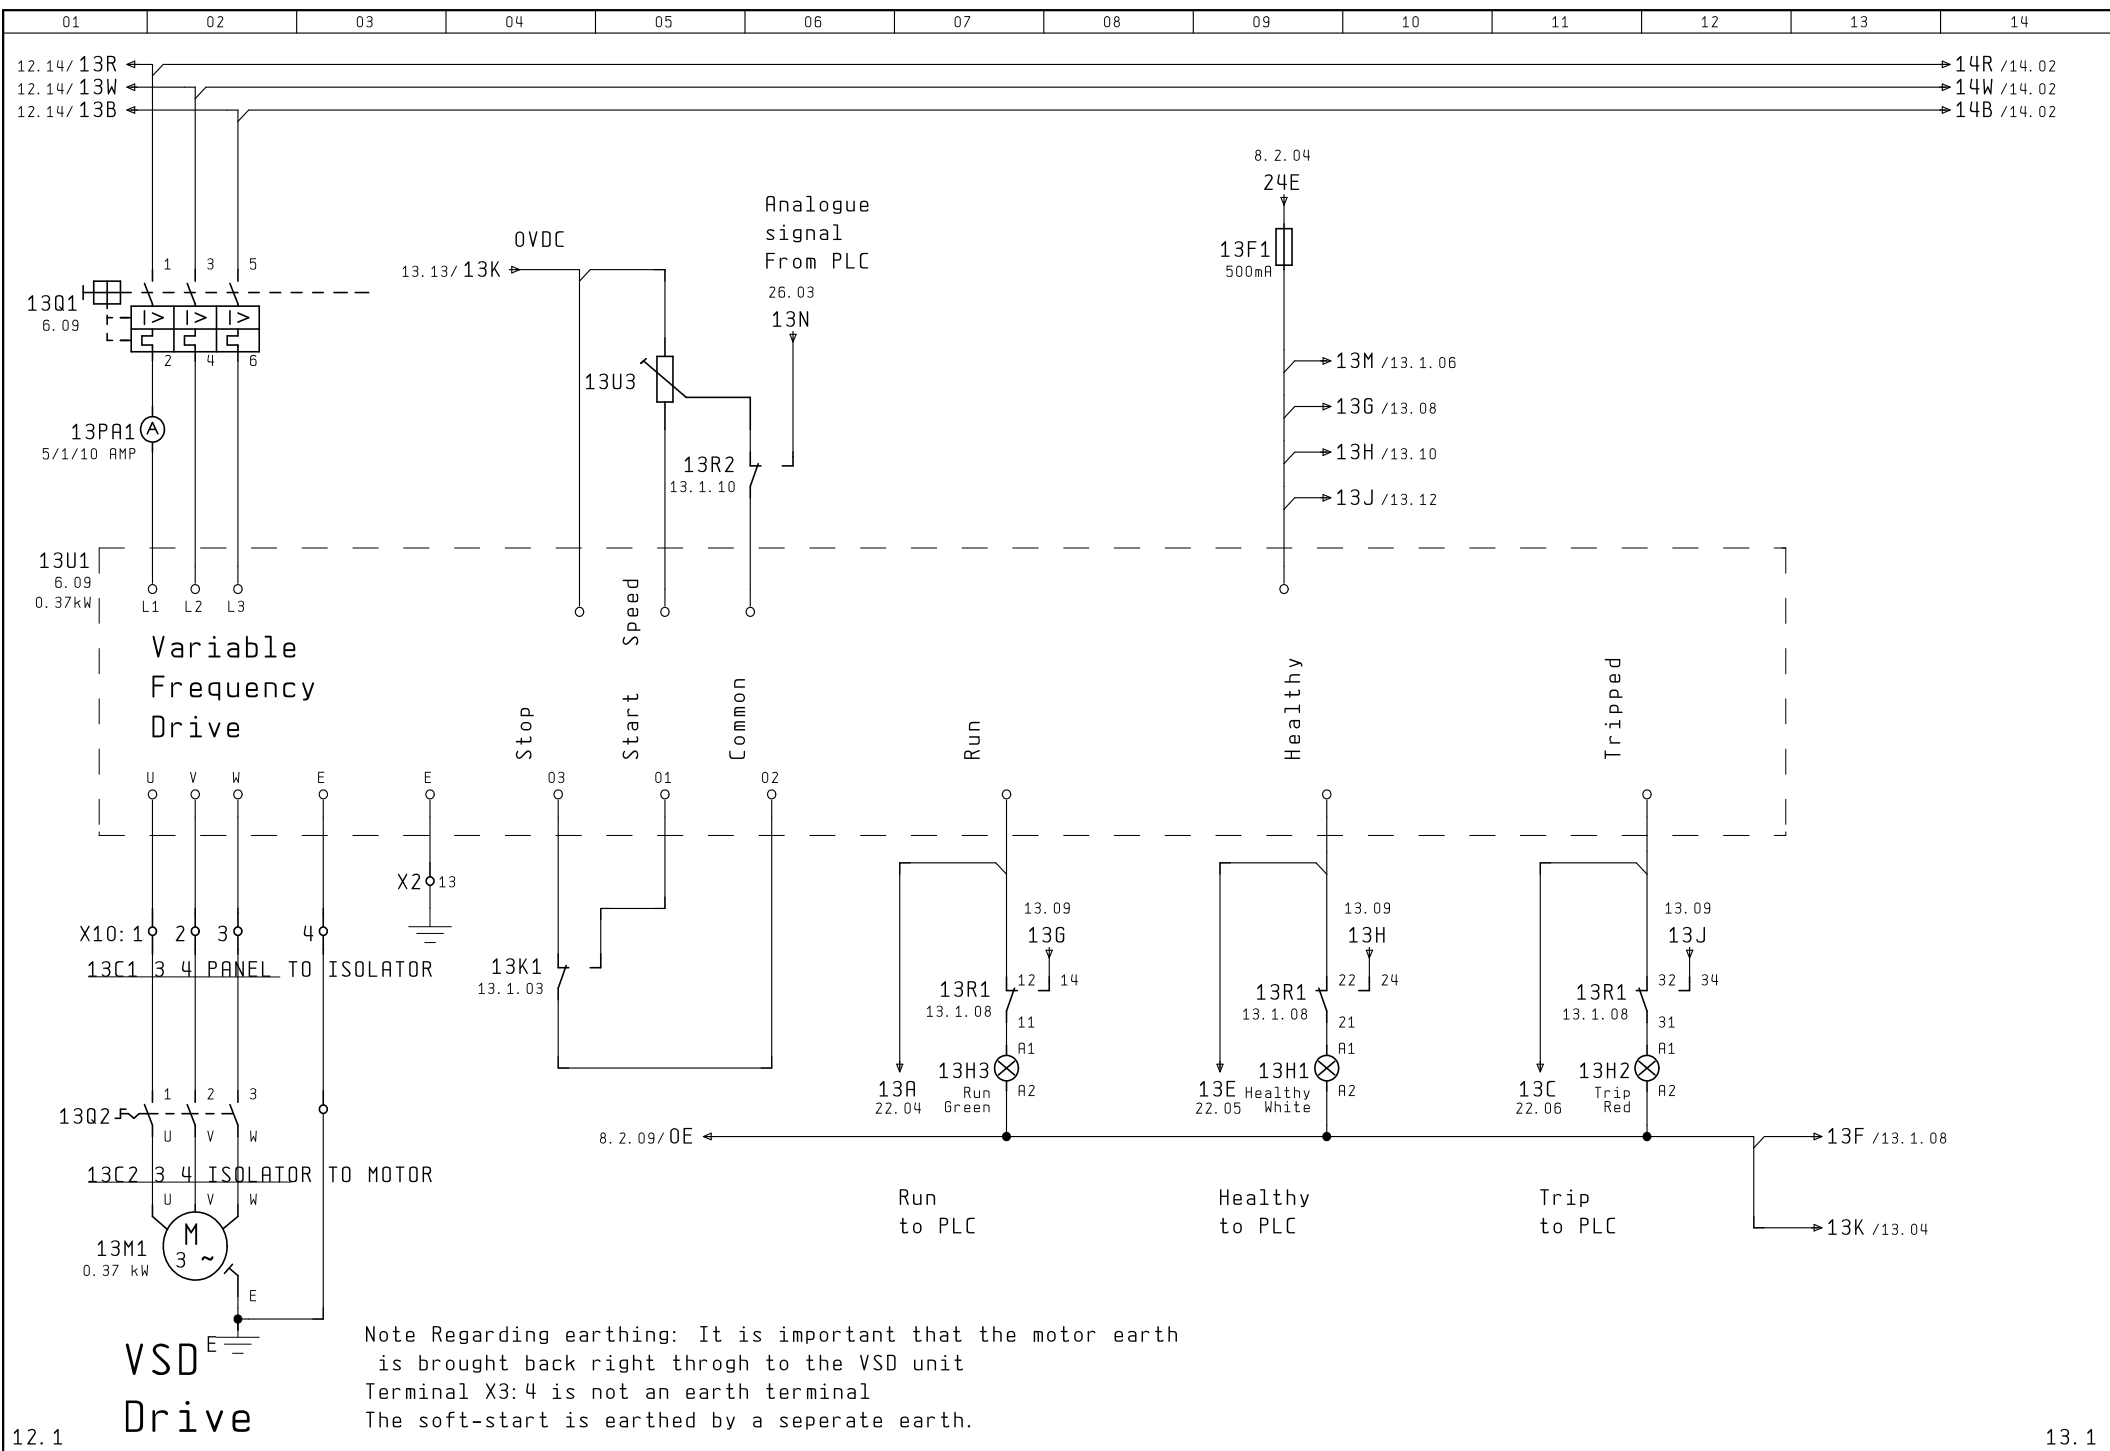 01 02 03 04 05 06 07 08 09 10 11 12 13 14
12.14/13R
14R /14.02
12.14/13W
14W /14.02
12.14/13B
14B /14.02
8.2.04
24E
13F1
500mA
Analogue
signal
From PLC
26.03
13N
0VDC
13.13/13K
1 3 5
13Q1
6.09
I> I> I>
2 4 6
13M /13.1.06
13G /13.08
13H /13.10
13J /13.12
13U3
13PA1
A
5/1/10 AMP
13R2
13.1.10
13U1
6.09
0.37kW
L1 L2 L3
Variable
Frequency
Drive
Speed
Stop
Start
Common
Run
Healthy
Tripped
U V W E E
03 01 02
X2 13
X10:1 2 3 4
13C1 3 4 PANEL TO ISOLATOR
13K1
13.1.03
13.09
13G
13R1
13.1.08
12 14
11
A1
13H3
Run
Green
A2
13A
22.04
13.09
13H
13R1
13.1.08
22 24
21
A1
13H1
Healthy
White
A2
13E
22.05
13.09
13J
13R1
13.1.08
32 34
31
A1
13H2
Trip
Red
A2
13C
22.06
1 2 3
13Q2
U V W
8.2.09/0E
13F /13.1.08
13K /13.04
13C2 3 4 ISOLATOR TO MOTOR
U V W
M
3 ~
13M1
0.37 kW
E
E
Run
to PLC
Healthy
to PLC
Trip
to PLC
VSD
Drive
Note Regarding earthing: It is important that the motor earth
is brought back right throgh to the VSD unit
Terminal X3:4 is not an earth terminal
The soft-start is earthed by a seperate earth.
12.1
13.1